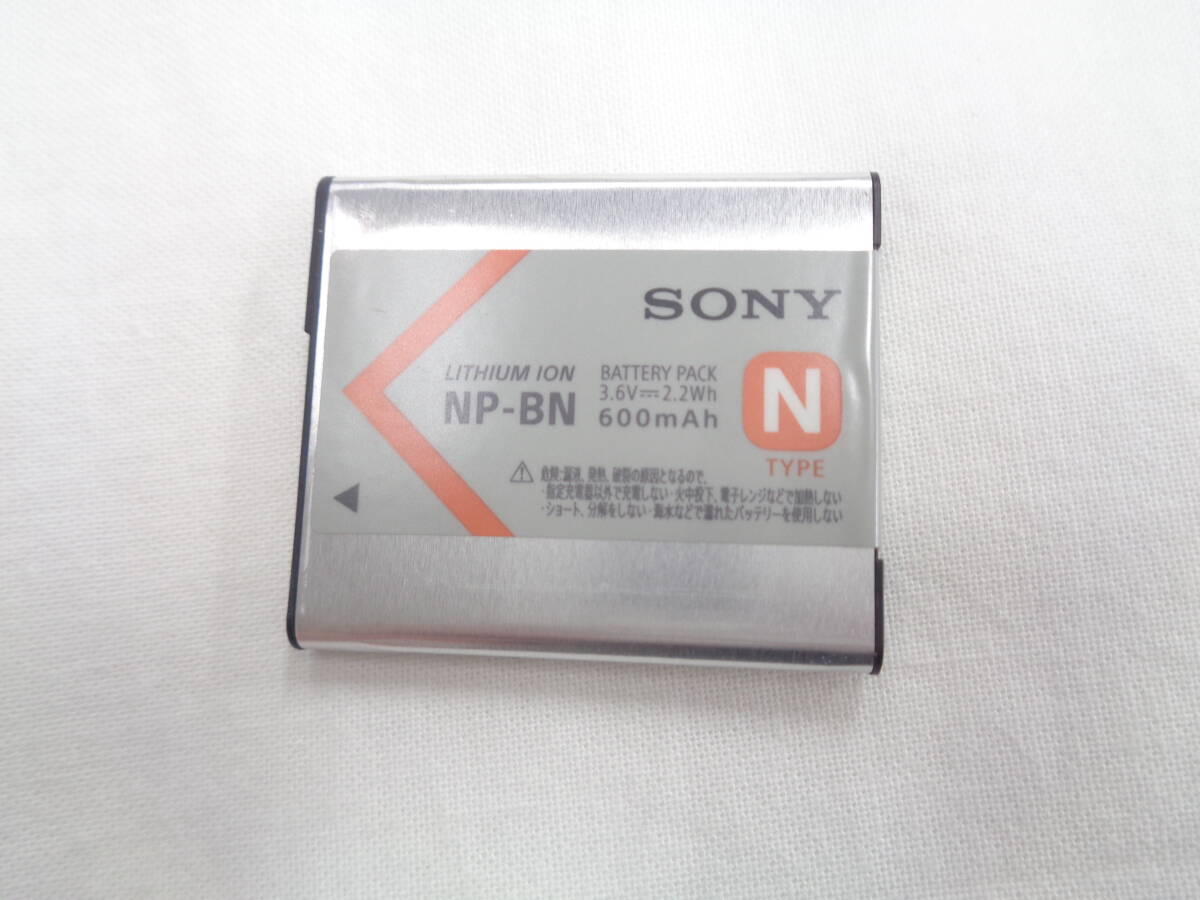 SONY
LITHIUM ION
NP-BN
BATTERY PACK
3.6V⎓2.2Wh
600mAh
N
TYPE
危険:漏液、発熱、破裂の原因となるので、
・指定充電器以外で充電しない・火中投下、電子レンジなどで加熱しない
・ショート、分解をしない・海水などで濡れたバッテリーを使用しない